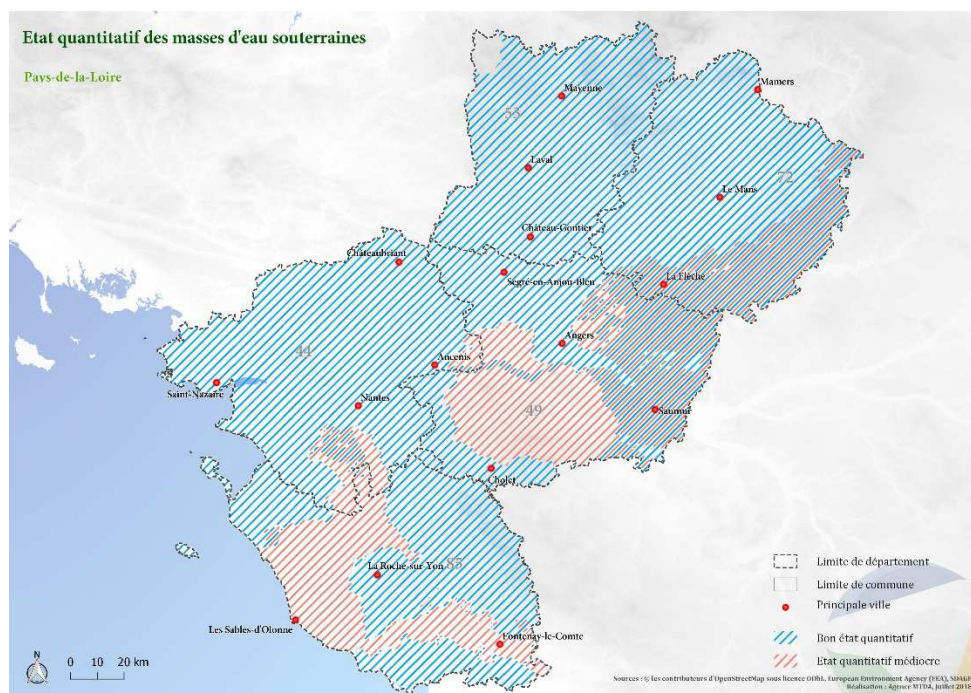 Etat quantitatif des masses d'eau souterraines
Pays-de-la-Loire
Mamers
Mayenne
53
Laval
72
Le Mans
Château-Gontier
Châteaubriant
Segré-en-Anjou-Bleu
La Flèche
Angers
44
Ancenis
Saint-Nazaire
Nantes
49
Saumur
Cholet
La Roche-sur-Yon
85
Les Sables-d'Olonne
Fontenay-le-Comte
Limite de département
Limite de commune
Principale ville
Bon état quantitatif
Etat quantitatif médiocre
N
0 10 20 km
Sources : © les contributeurs d'OpenStreetMap sous licence ODbL, European Environment Agency (EEA), SDAGE
Réalisation : Agence MTDA, Juillet 2018